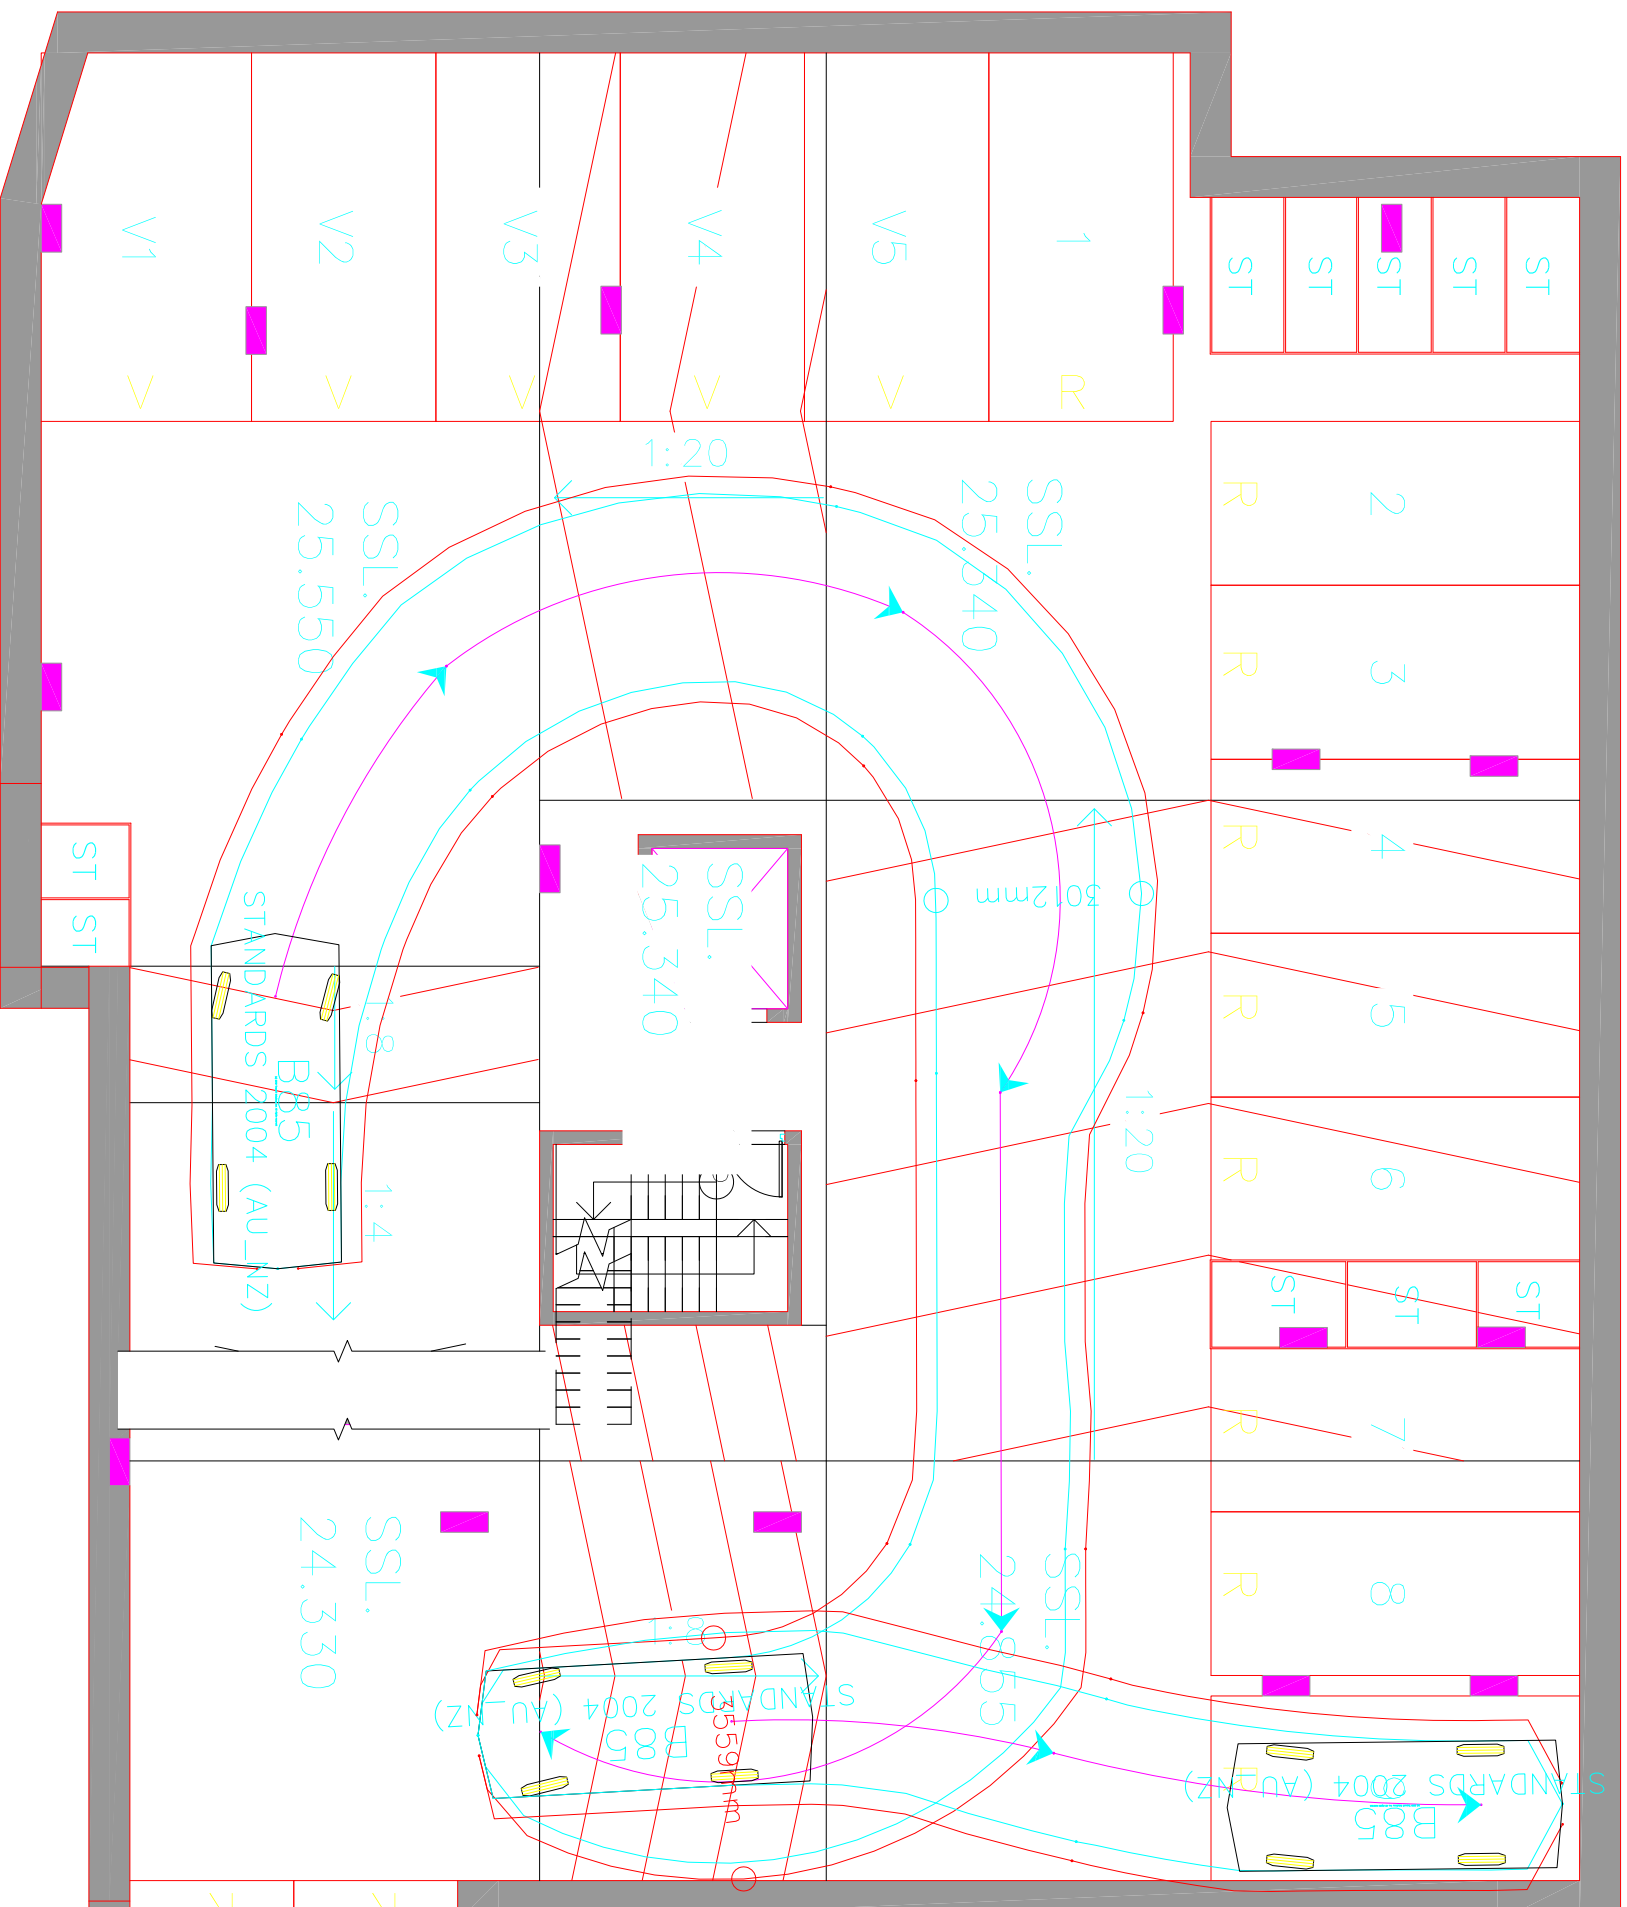 V1
V2
V3
V4
V5
1
ST
ST
ST
ST
ST
V
V
V
V
V
R
1:20
SSL.
25.550
SSL.
25.340
R
2
R
3
R
4
ST
ST
SSL.
25.340
3012mm
STANDARDS 2004 (AU_NZ)
B85
1:8
1:4
R
5
1:20
R
6
ST
ST
ST
R
7
SSL.
24.330
SSL.
24.855
R
8
1:8
STANDARDS 2004 (AU_NZ)
B85
3559mm
R
STANDARDS 2004 (AU_NZ)
B85